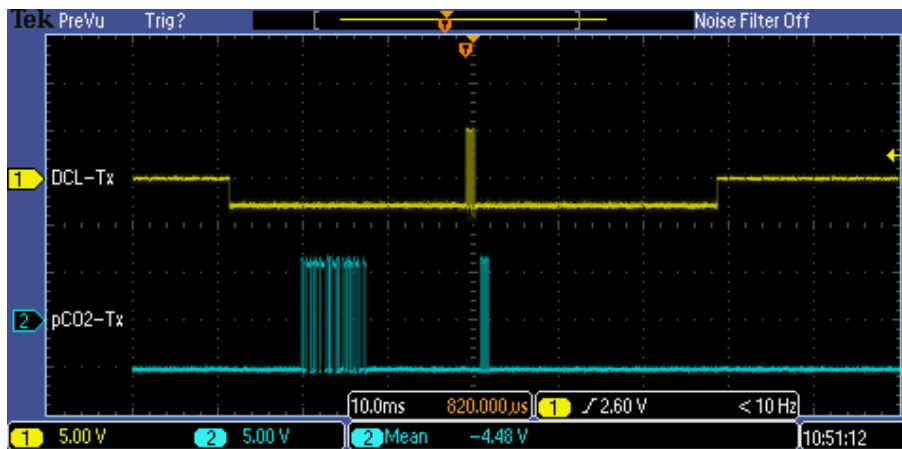 Tek PreVu Trig? Noise Filter Off
T
T
1 DCL-Tx
2 pCO2-Tx
10.0ms 820.000µs 1 / 2.60 V < 10 Hz
1 5.00 V 2 5.00 V 2 Mean -4.48 V 10:51:12